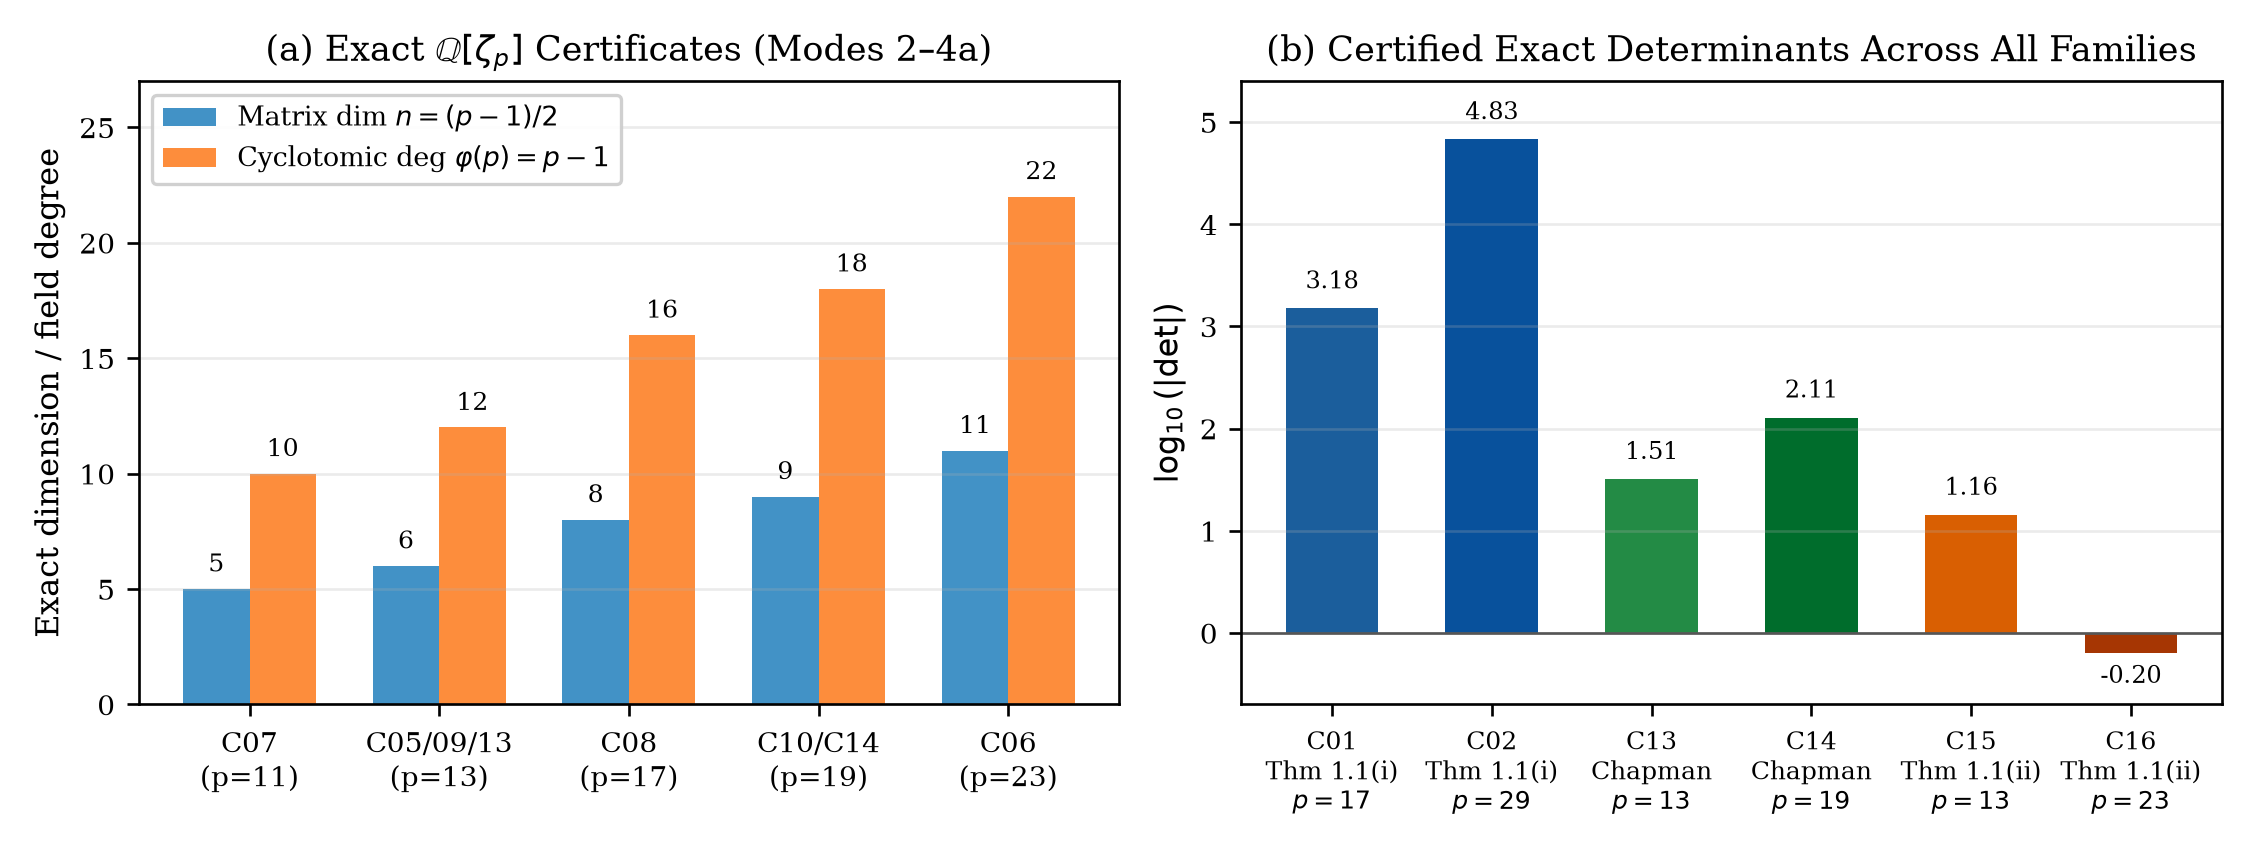 (a) Exact ℚ[ζ_p] Certificates (Modes 2–4a)
Matrix dim n = (p − 1)/2
Cyclotomic deg φ(p) = p − 1
Exact dimension / field degree
25
20
15
10
5
0
5
10
6
12
8
16
9
18
11
22
C07
(p=11)
C05/09/13
(p=13)
C08
(p=17)
C10/C14
(p=19)
C06
(p=23)
(b) Certified Exact Determinants Across All Families
log₁₀(|det|)
5
4
3
2
1
0
3.18
4.83
1.51
2.11
1.16
-0.20
C01
Thm 1.1(i)
p = 17
C02
Thm 1.1(i)
p = 29
C13
Chapman
p = 13
C14
Chapman
p = 19
C15
Thm 1.1(ii)
p = 13
C16
Thm 1.1(ii)
p = 23